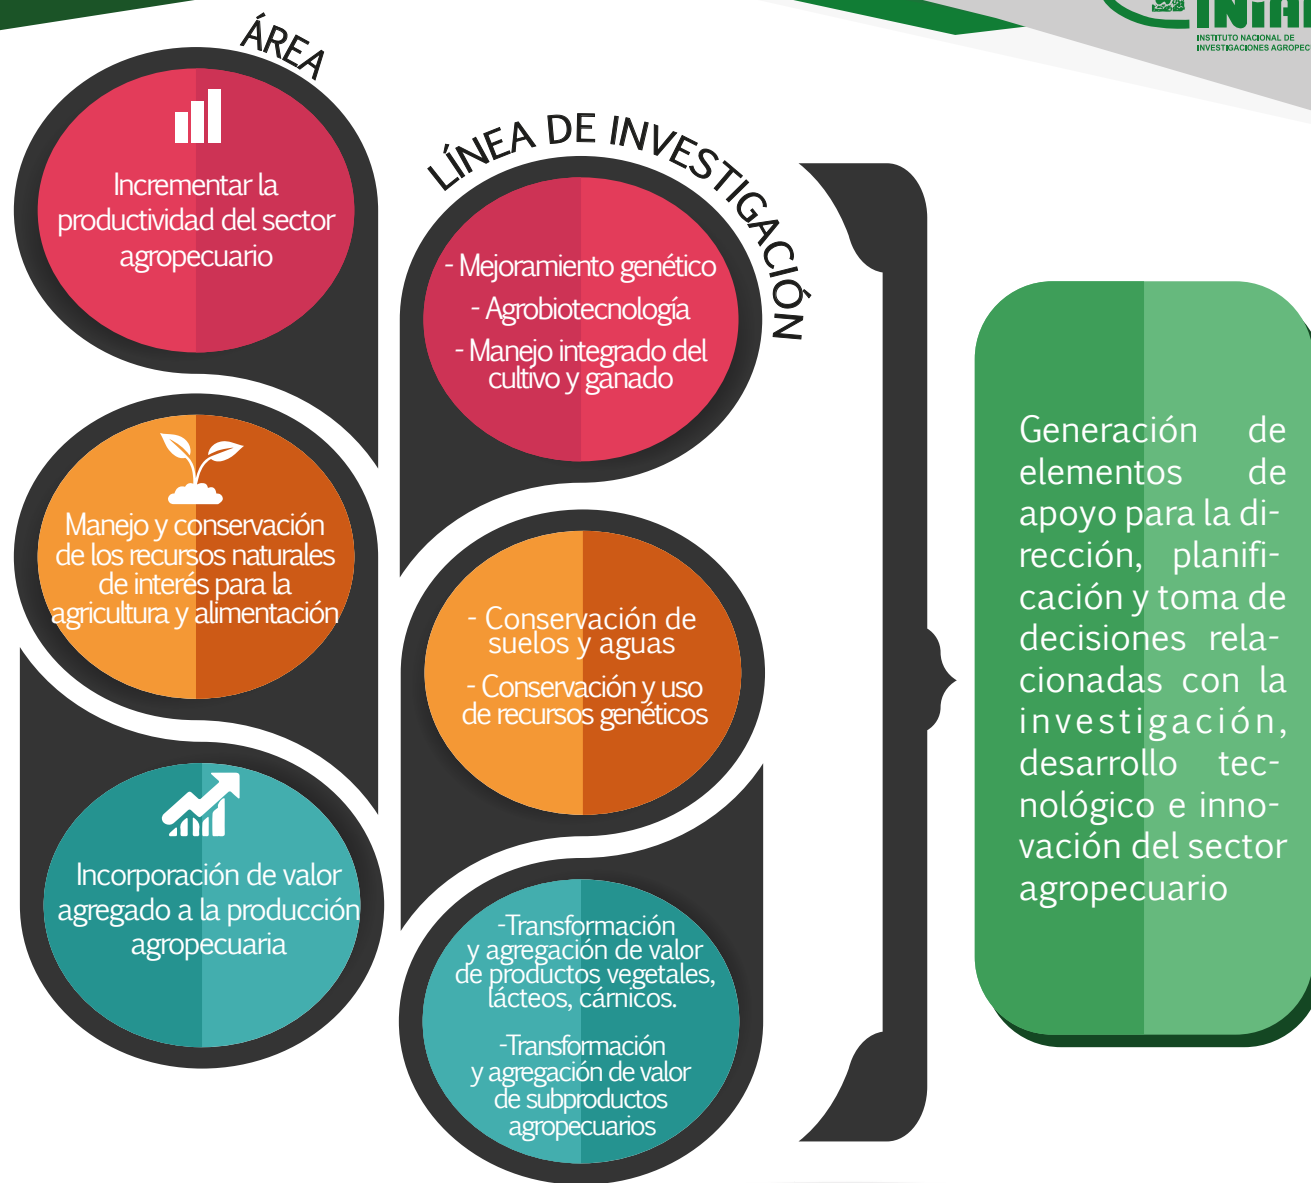 ÁREA
Incrementar la
productividad del sector
agropecuario
Manejo y conservación
de los recursos naturales
de interés para la
agricultura y alimentación
Incorporación de valor
agregado a la producción
agropecuaria
LÍNEA DE INVESTIGACIÓN
- Mejoramiento genético
- Agrobiotecnología
- Manejo integrado del
cultivo y ganado
- Conservación de
suelos y aguas
- Conservación y uso
de recursos genéticos
-Transformación
y agregación de valor
de productos vegetales,
lácteos, cárnicos.
-Transformación
y agregación de valor
de subproductos
agropecuarios
Generación de
elementos de
apoyo para la di-
rección, planifi-
cación y toma de
decisiones rela-
cionadas con la
investigación,
desarrollo tec-
nológico e inno-
vación del sector
agropecuario
INSTITUTO NACIONAL DE
INVESTIGACIONES